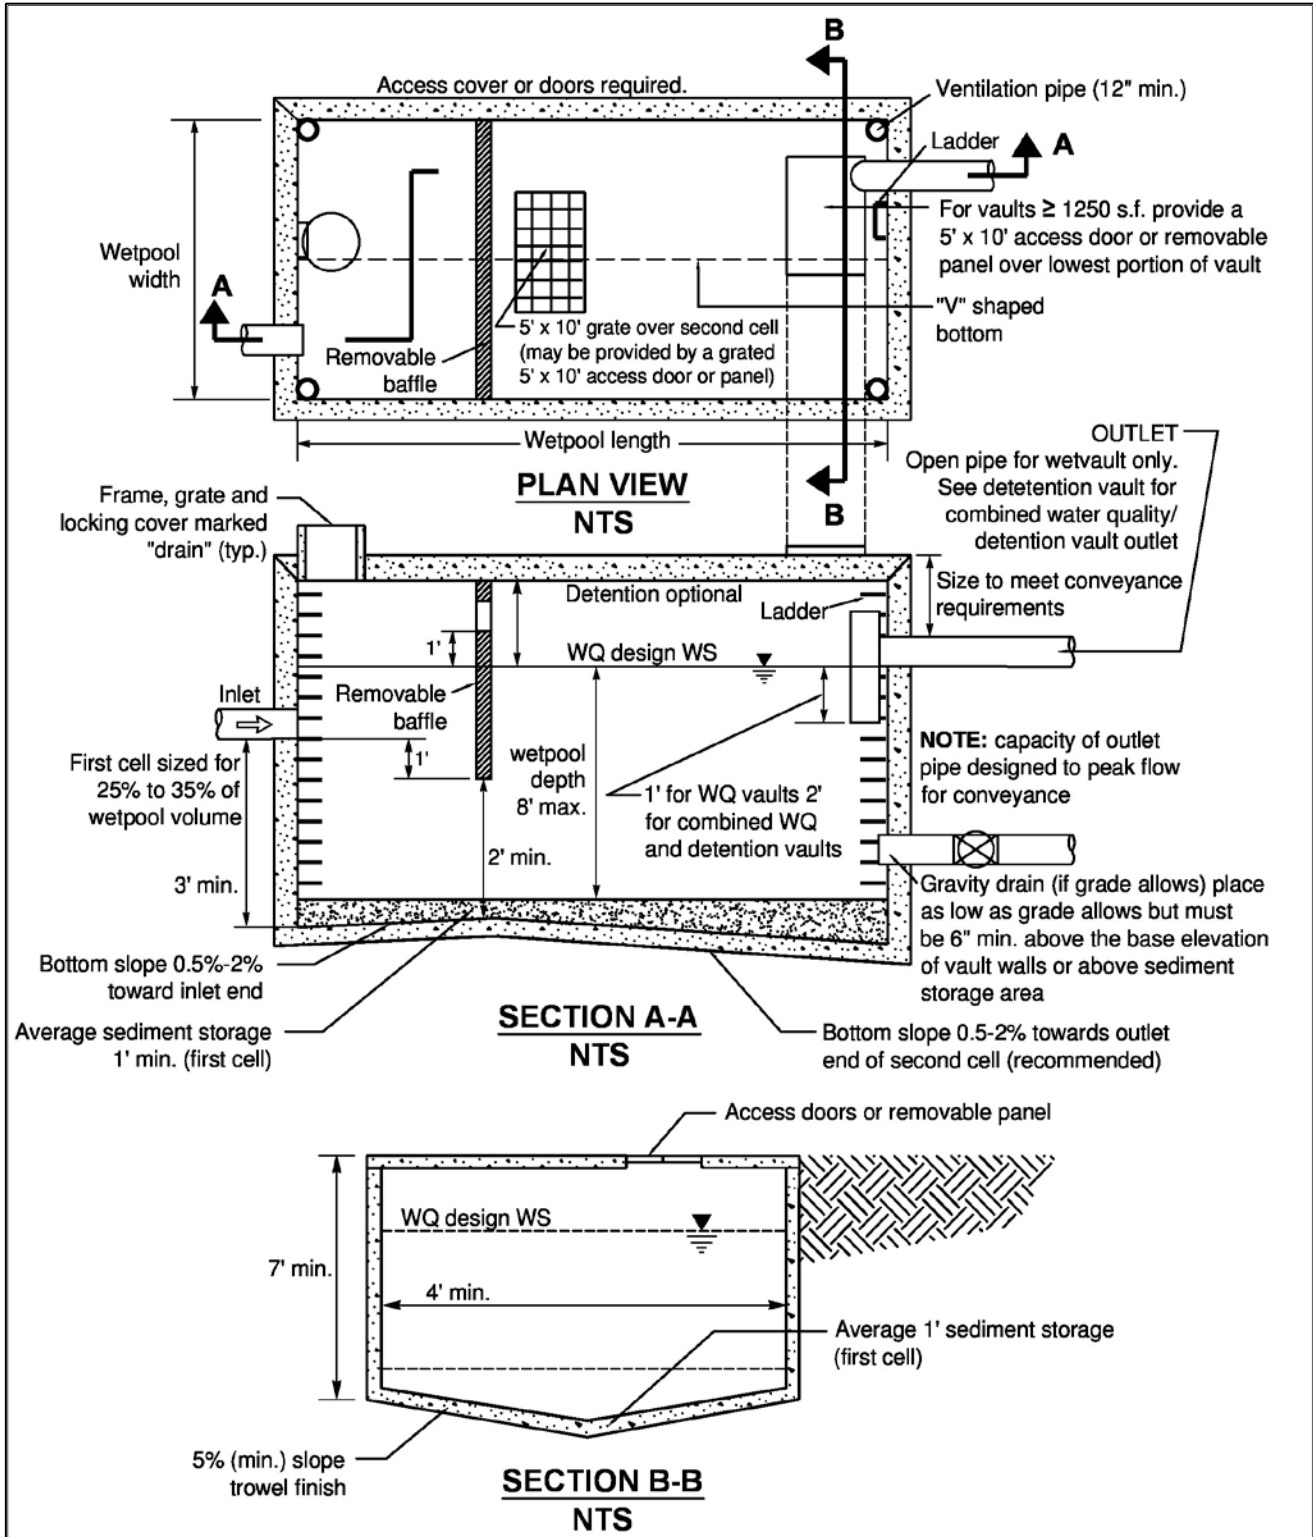 B
Access cover or doors required.
Ventilation pipe (12" min.)
Ladder
A
For vaults ≥ 1250 s.f. provide a
5' x 10' access door or removable
panel over lowest portion of vault
Wetpool
width
A
"V" shaped
bottom
5' x 10' grate over second cell
(may be provided by a grated
5' x 10' access door or panel)
Removable
baffle
Wetpool length
PLAN VIEW
NTS
B
OUTLET
Open pipe for wetvault only.
See detetention vault for
combined water quality/
detention vault outlet
Frame, grate and
locking cover marked
"drain" (typ.)
Detention optional
Ladder
Size to meet conveyance
requirements
1'
WQ design WS
Inlet
Removable
baffle
1'
wetpool
depth
8' max.
First cell sized for
25% to 35% of
wetpool volume
NOTE: capacity of outlet
pipe designed to peak flow
for conveyance
1' for WQ vaults 2'
for combined WQ
and detention vaults
2' min.
3' min.
Gravity drain (if grade allows) place
as low as grade allows but must
be 6" min. above the base elevation
of vault walls or above sediment
storage area
Bottom slope 0.5%-2%
toward inlet end
Average sediment storage
1' min. (first cell)
SECTION A-A
NTS
Bottom slope 0.5-2% towards outlet
end of second cell (recommended)
Access doors or removable panel
WQ design WS
7' min.
4' min.
Average 1' sediment storage
(first cell)
5% (min.) slope
trowel finish
SECTION B-B
NTS